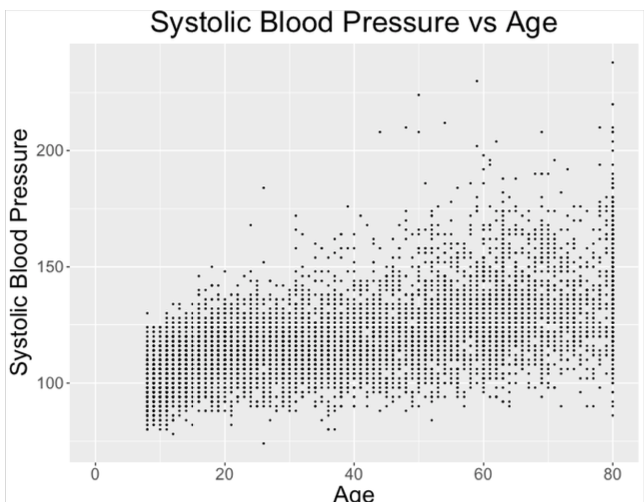 Systolic Blood Pressure vs Age
Systolic Blood Pressure
200
150
100
0 20 40 60 80
Age